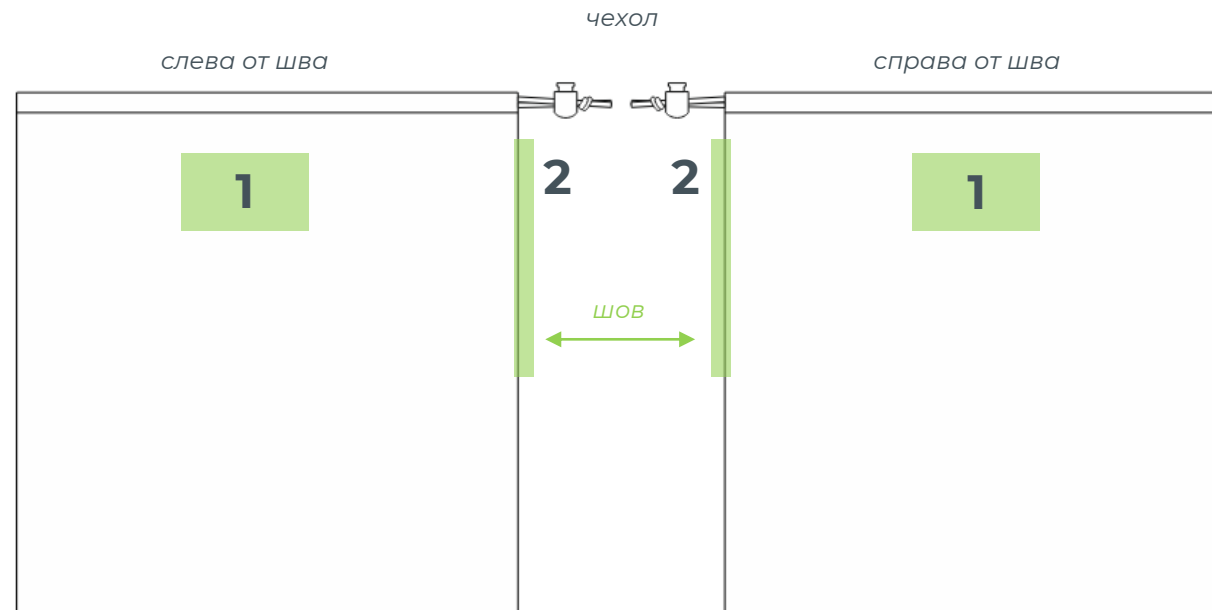 чехол
слева от шва
справа от шва
1
2
2
1
шов